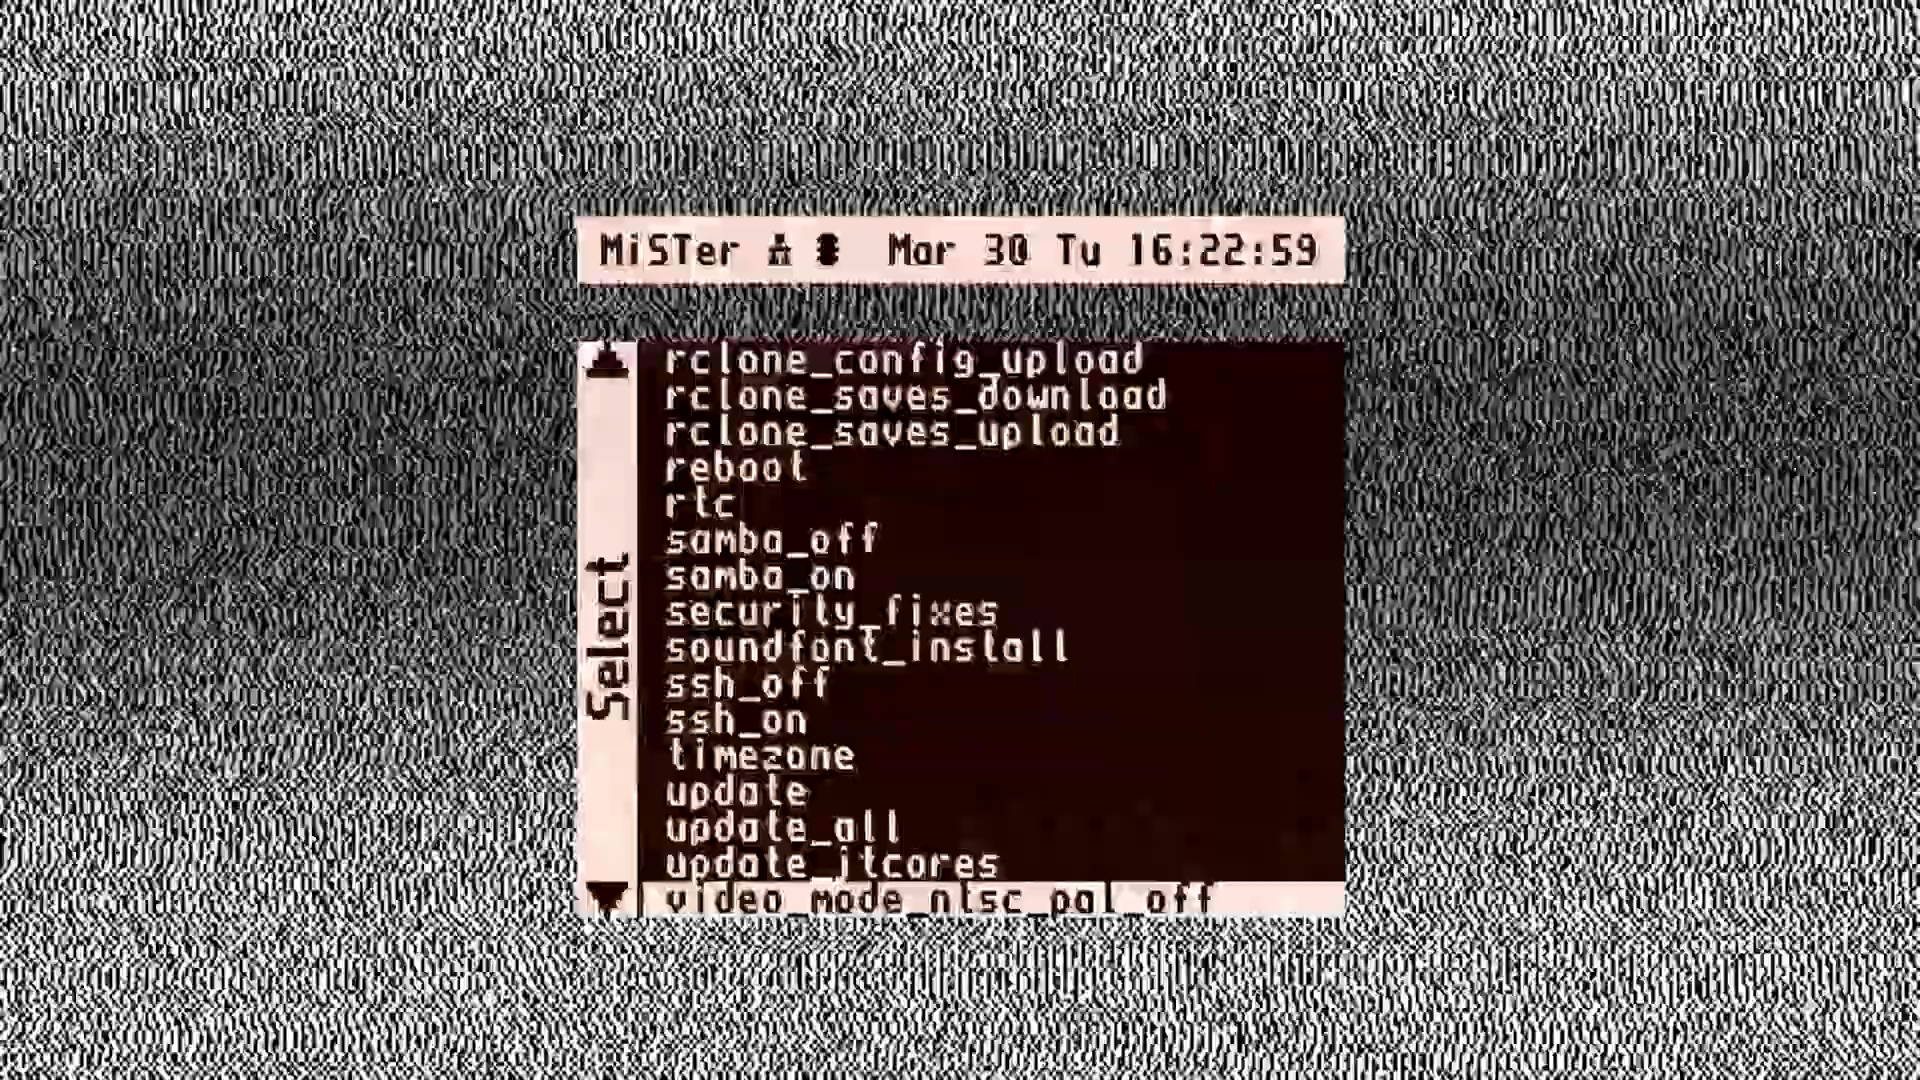 MiSTer Mar 30 Tu 16:22:59
Select
rclone_config_upload
rclone_saves_download
rclone_saves_upload
reboot
rtc
samba_off
samba_on
security_fixes
soundfont_install
ssh_off
ssh_on
timezone
update
update_all
update_jtcores
video_mode_ntsc_pal_off